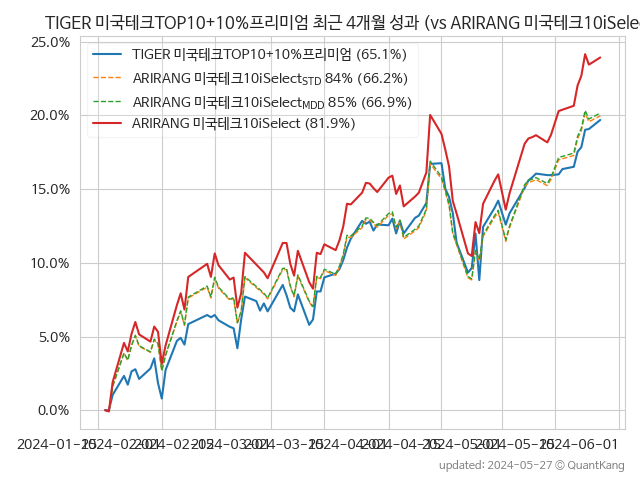 TIGER 미국테크TOP10+10%프리미엄 최근 4개월 성과 (vs ARIRANG 미국테크10iSele
25.0%
TIGER 미국테크TOP10+10%프리미엄 (65.1%)
ARIRANG 미국테크10iSelectSTD 84% (66.2%)
ARIRANG 미국테크10iSelectMDD 85% (66.9%)
ARIRANG 미국테크10iSelect (81.9%)
20.0%
15.0%
10.0%
5.0%
0.0%
2024-01-15 2024-02-01 2024-02-15 2024-03-01 2024-03-15 2024-04-01 2024-04-15 2024-05-01 2024-05-15 2024-06-01
updated: 2024-05-27 © QuantKang